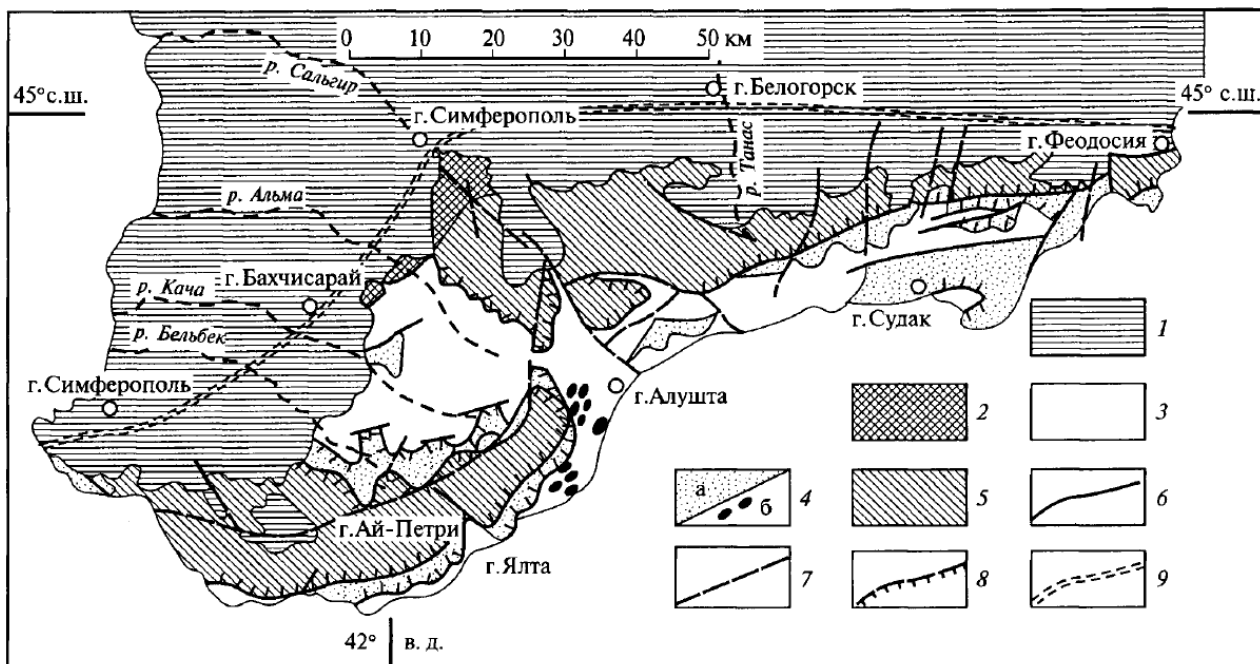 0 10 20 30 50 км
р. Сальгир
45° с.ш.
г. Белогорск
45° с.ш.
г. Симферополь
г. Феодосия
р. Танас
р. Альма
г. Бахчисарай
р. Кача
р. Бельбек
г. Судак
1
г. Симферополь
г. Алушта
2
3
а
б
4
5
6
г. Ай-Петри
г. Ялта
7
8
9
42° в. д.